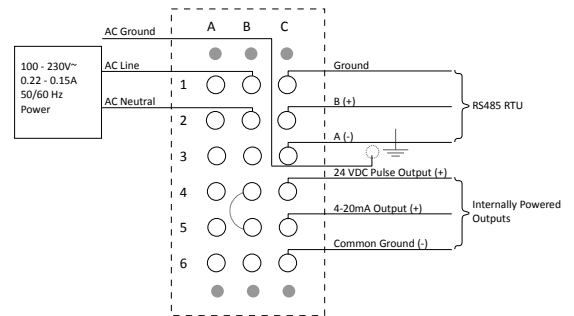 A B C
AC Ground
100 - 230V~
0.22 - 0.15A
50/60 Hz
Power
AC Line
AC Neutral
1
2
3
4
5
6
Ground
B (+)
A (-)
RS485 RTU
24 VDC Pulse Output (+)
4-20mA Output (+)
Common Ground (-)
Internally Powered
Outputs